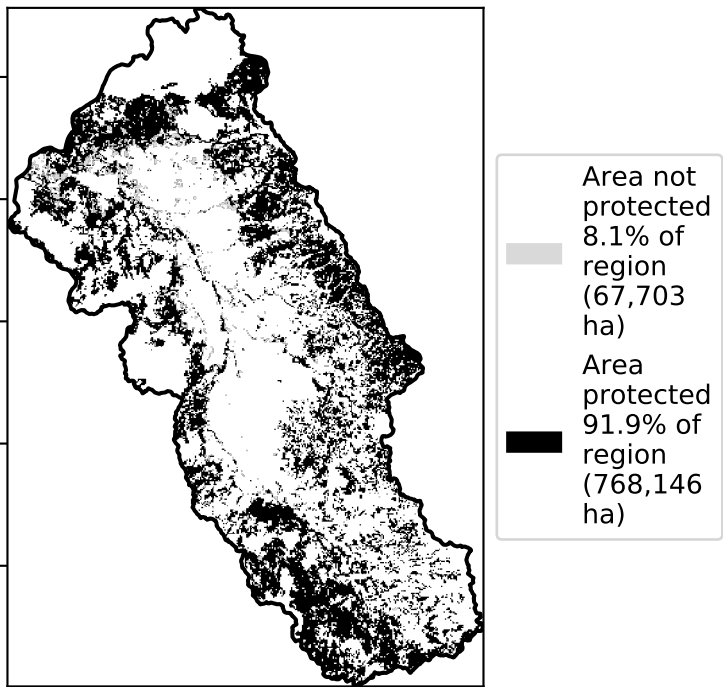 Area not
protected
8.1% of
region
(67,703
ha)
Area
protected
91.9% of
region
(768,146
ha)